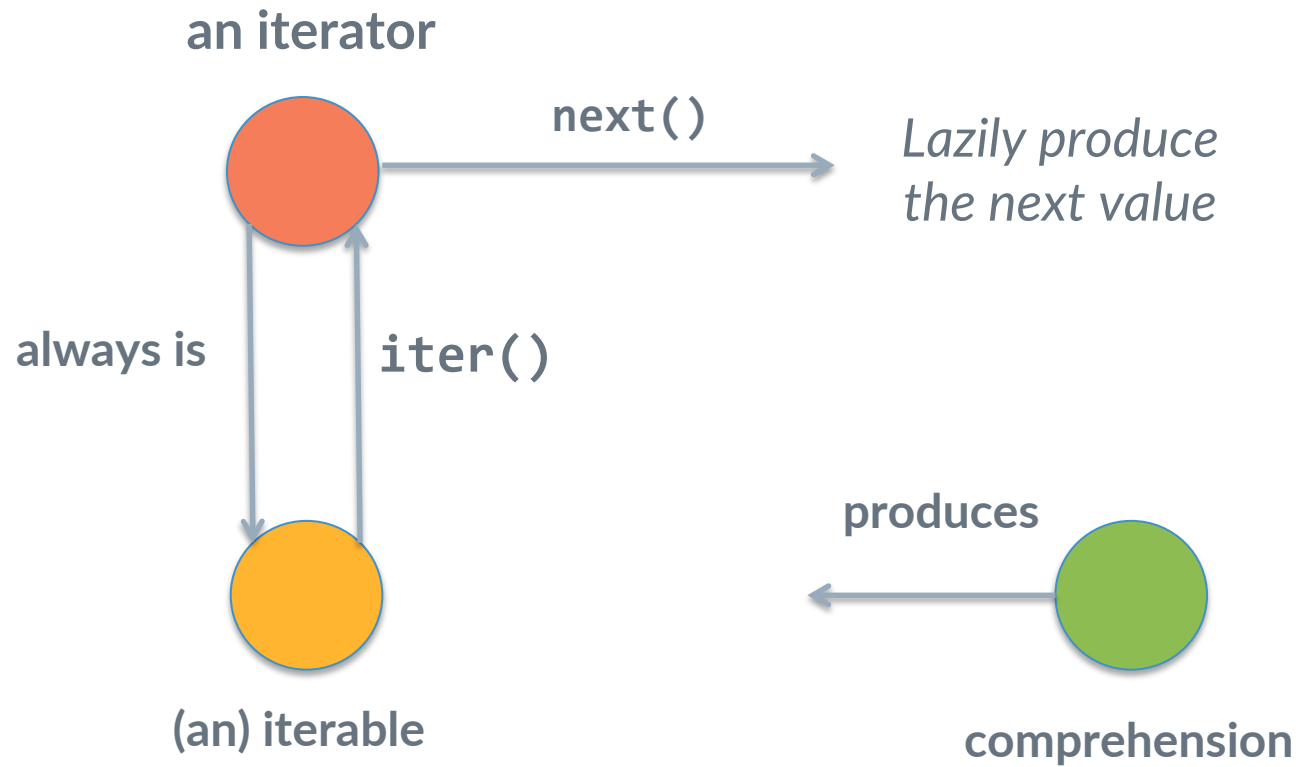 an iterator
next()
Lazily produce
the next value
always is
iter()
produces
(an) iterable
comprehension